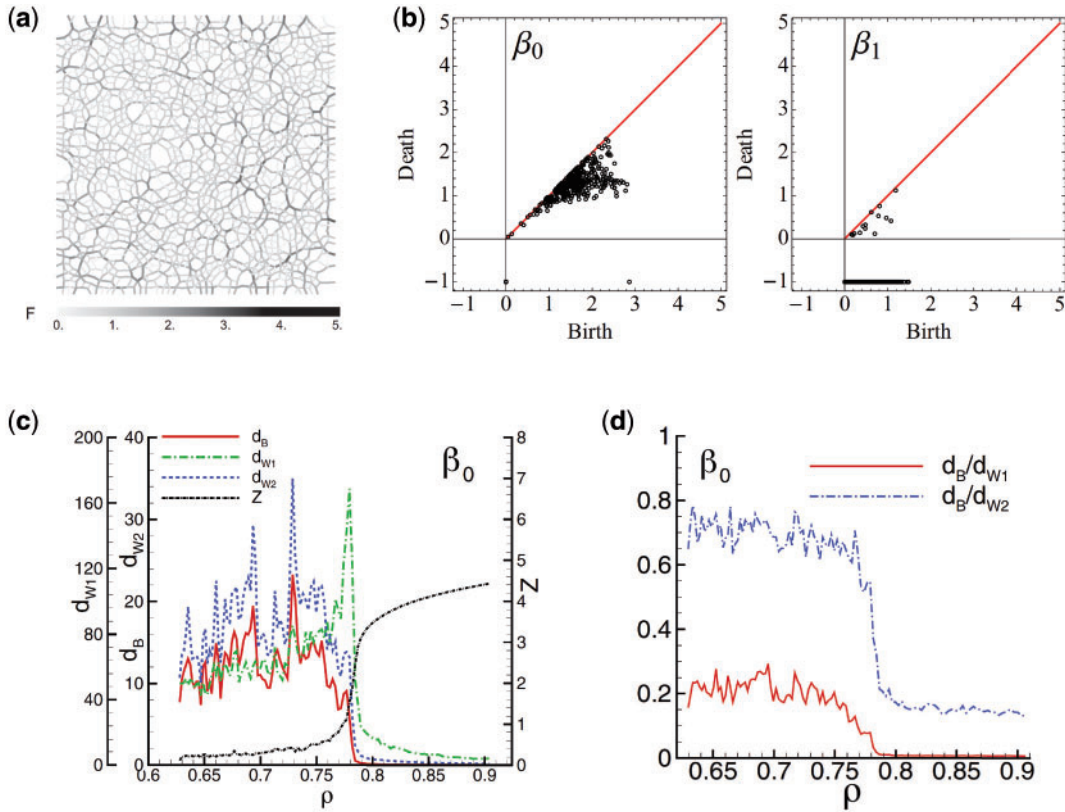 (a)
F
0. 1. 2. 3. 4. 5.
(b)
β0
5
4
3
2
1
0
−1
Death
−1 0 1 2 3 4 5
Birth
β1
5
4
3
2
1
0
−1
Death
−1 0 1 2 3 4 5
Birth
(c)
200
160
120
80
40
0
dW1
40
30
20
10
0
dW2
dB
dB
dW1
dW2
Z
β0
8
7
6
5
4
3
2
1
0
Z
0.6 0.65 0.7 0.75 0.8 0.85 0.9
ρ
(d)
1
0.8
0.6
0.4
0.2
0
β0
dB/dW1
dB/dW2
0.65 0.7 0.75 0.8 0.85 0.9
ρ